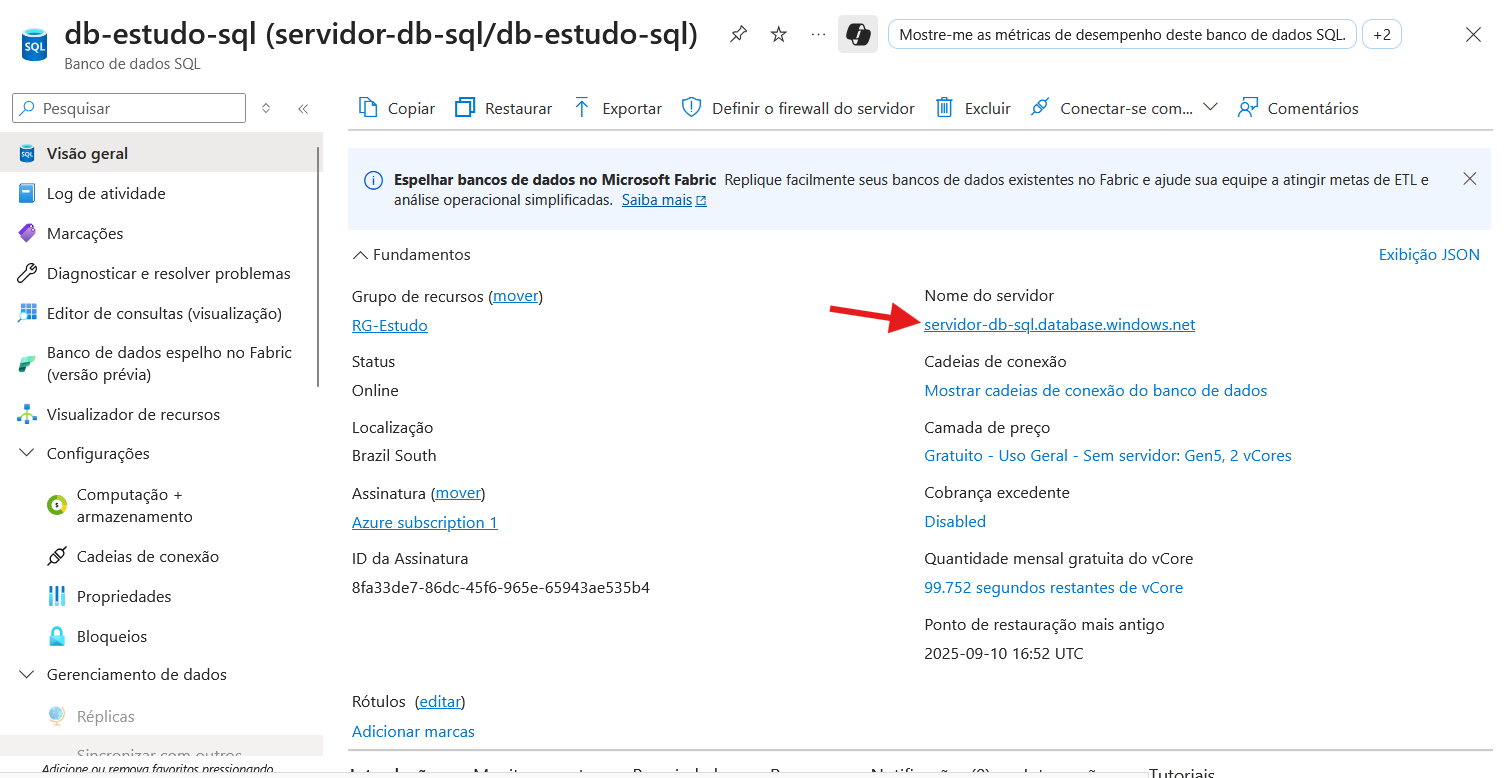 db-estudo-sql (servidor-db-sql/db-estudo-sql)
Banco de dados SQL
Mostre-me as métricas de desempenho deste banco de dados SQL.
+2
Pesquisar
Visão geral
Log de atividade
Marcações
Diagnosticar e resolver problemas
Editor de consultas (visualização)
Banco de dados espelho no Fabric
(versão prévia)
Visualizador de recursos
Configurações
Computação +
armazenamento
Cadeias de conexão
Propriedades
Bloqueios
Gerenciamento de dados
Réplicas
Sincronizar com outros
Adicione ou remova favoritos pressionando
Copiar
Restaurar
Exportar
Definir o firewall do servidor
Excluir
Conectar-se com...
Comentários
Espelhar bancos de dados no Microsoft Fabric Replique facilmente seus bancos de dados existentes no Fabric e ajude sua equipe a atingir metas de ETL e
análise operacional simplificadas. Saiba mais
Fundamentos
Exibição JSON
Grupo de recursos (mover)
RG-Estudo
Status
Online
Localização
Brazil South
Assinatura (mover)
Azure subscription 1
ID da Assinatura
8fa33de7-86dc-45f6-965e-65943ae535b4
Nome do servidor
servidor-db-sql.database.windows.net
Cadeias de conexão
Mostrar cadeias de conexão do banco de dados
Camada de preço
Gratuito - Uso Geral - Sem servidor: Gen5, 2 vCores
Cobrança excedente
Disabled
Quantidade mensal gratuita do vCore
99.752 segundos restantes de vCore
Ponto de restauração mais antigo
2025-09-10 16:52 UTC
Rótulos (editar)
Adicionar marcas
Tutoriais